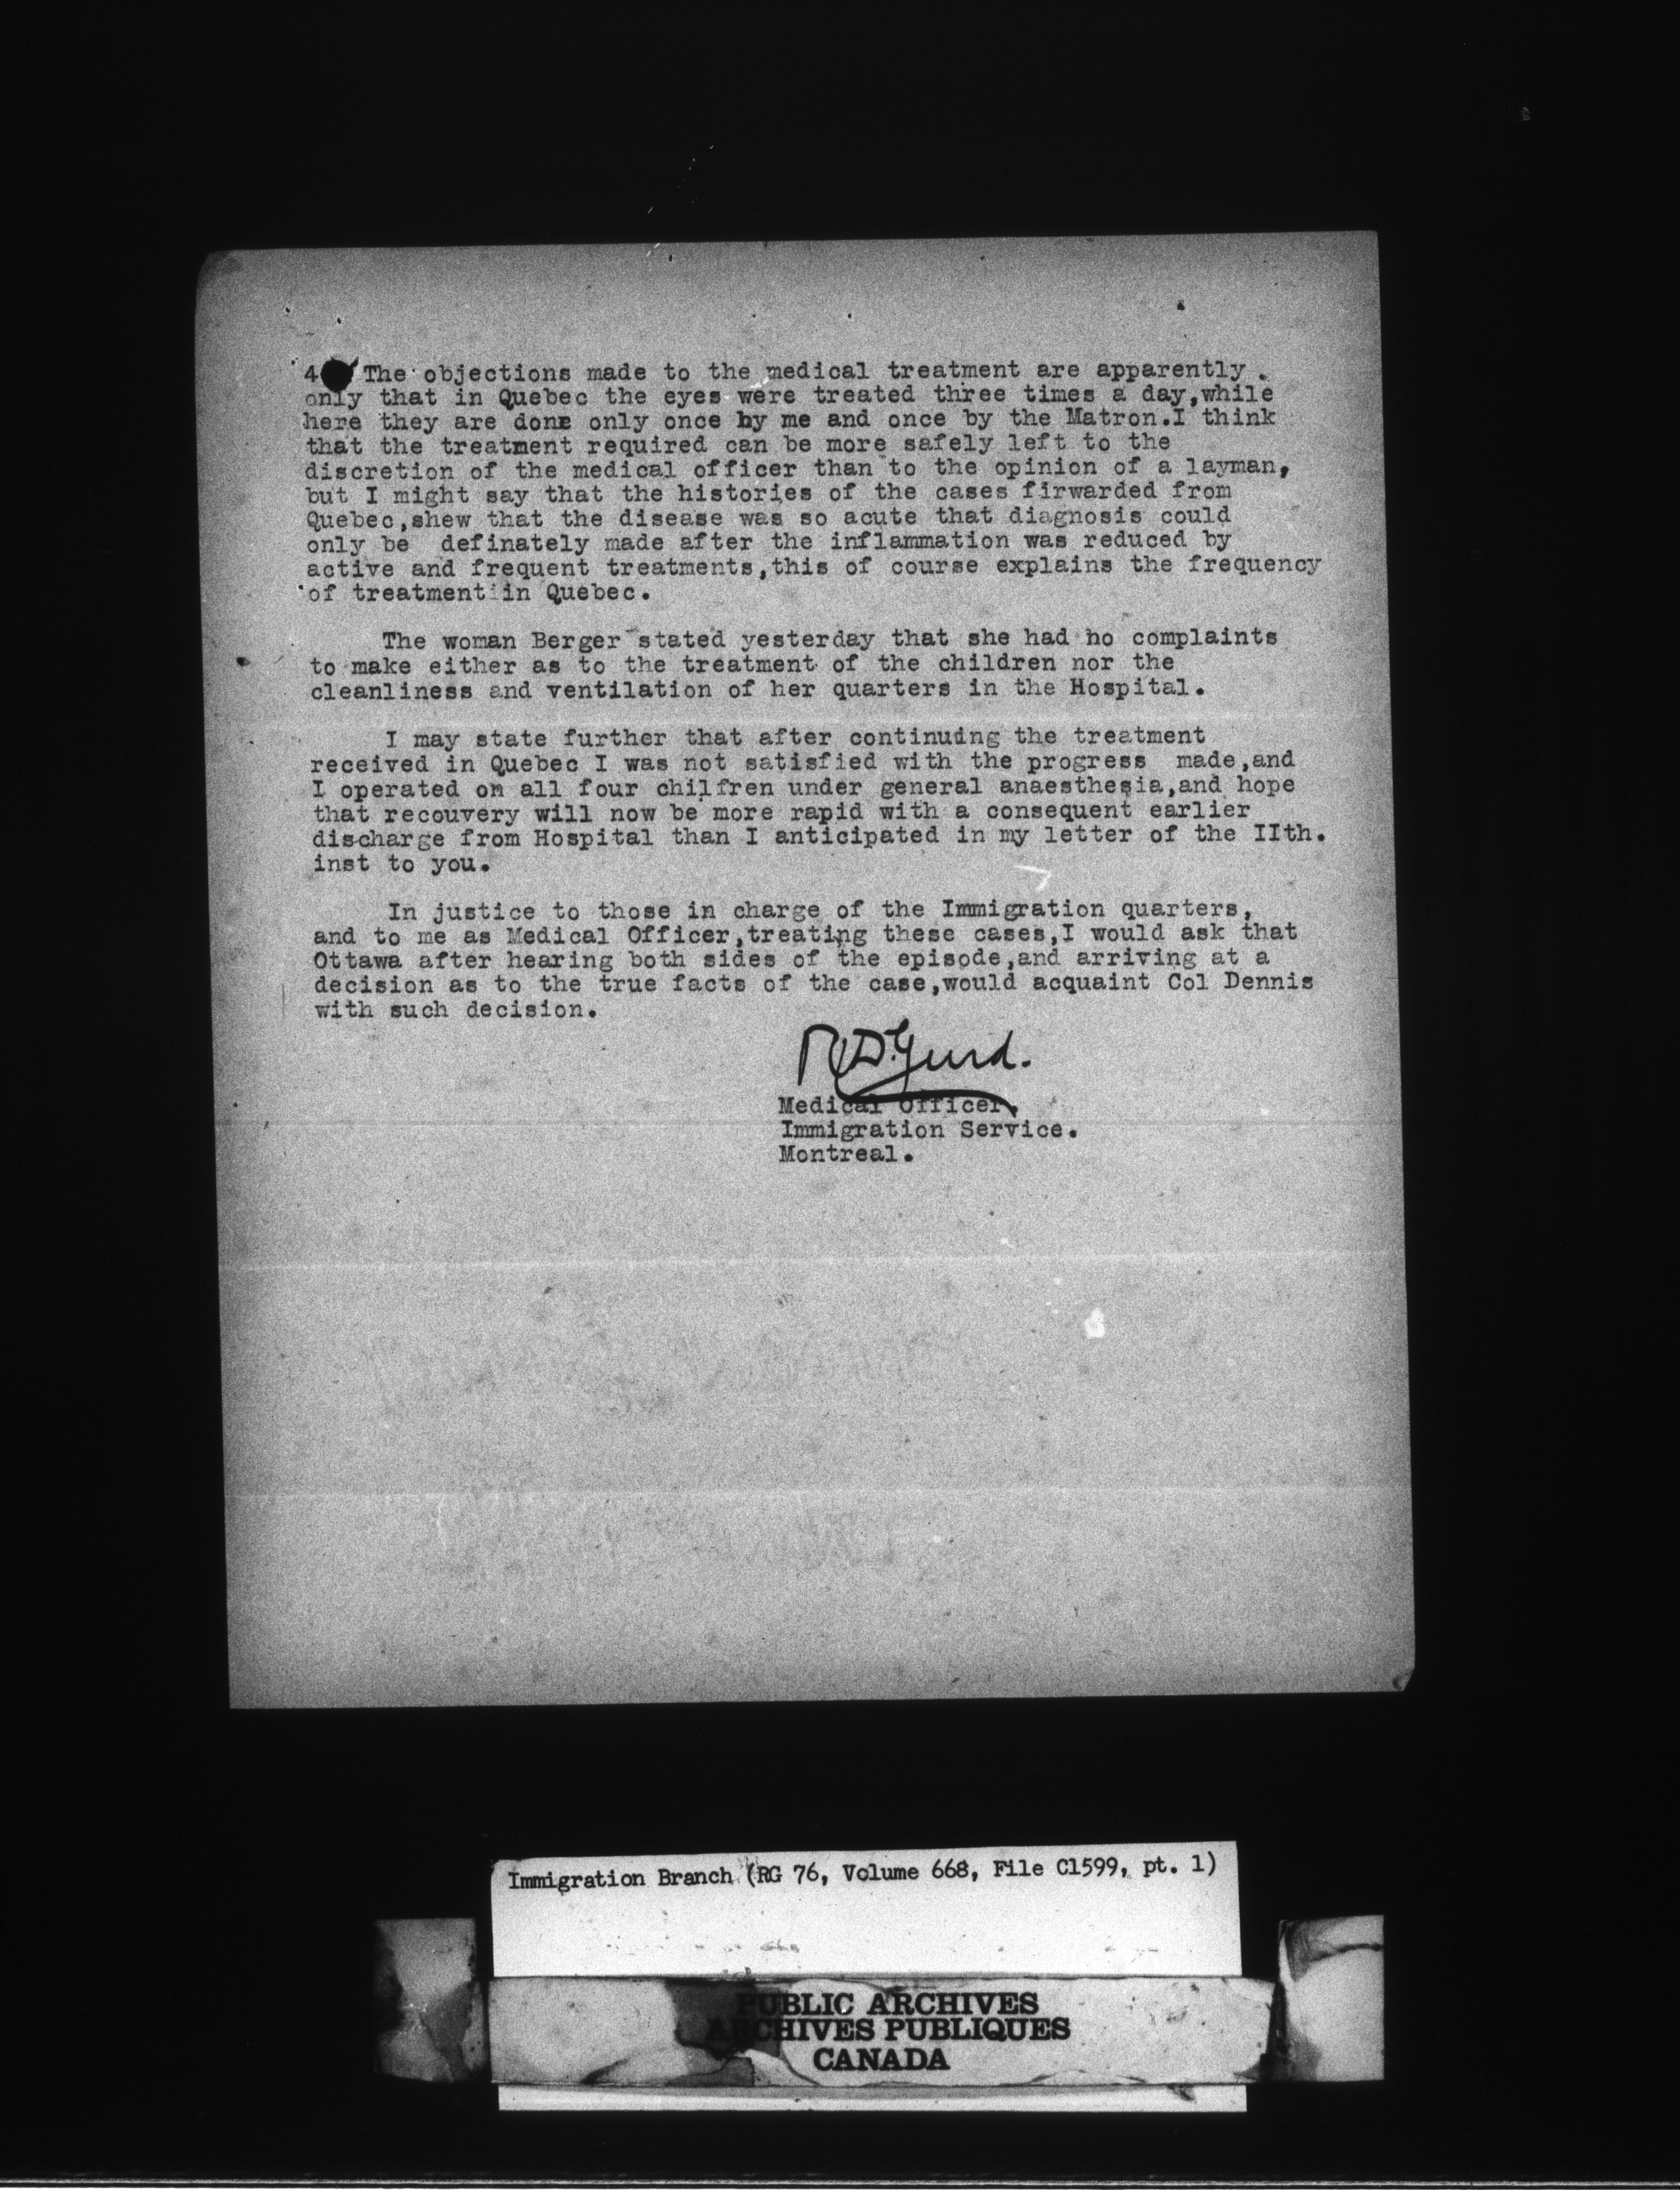 4 The objections made to the medical treatment are apparently .
only that in Quebec the eyes were treated three times a day,while
here they are done only once by me and once by the Matron.I think
that the treatment required can be more safely left to the
discretion of the medical officer than to the opinion of a layman,
but I might say that the histories of the cases firwarded from
Quebec,shew that the disease was so acute that diagnosis could
only be definately made after the inflammation was reduced by
active and frequent treatments,this of course explains the frequency
of treatment in Quebec.
The woman Berger stated yesterday that she had no complaints
to make either as to the treatment of the children nor the
cleanliness and ventilation of her quarters in the Hospital.
I may state further that after continuing the treatment
received in Quebec I was not satisfied with the progress made,and
I operated on all four chilfren under general anaesthesia,and hope
that recovery will now be more rapid with a consequent earlier
discharge from Hospital than I anticipated in my letter of the IIth.
inst to you.
In justice to those in charge of the Immigration quarters,
and to me as Medical Officer,treating these cases,I would ask that
Ottawa after hearing both sides of the episode,and arriving at a
decision as to the true facts of the case,would acquaint Col Dennis
with such decision.
Medical Officer.
Immigration Service.
Montreal.
Immigration Branch (RG 76, Volume 668, File C1599, pt. 1)
PUBLIC ARCHIVES
ARCHIVES PUBLIQUES
CANADA